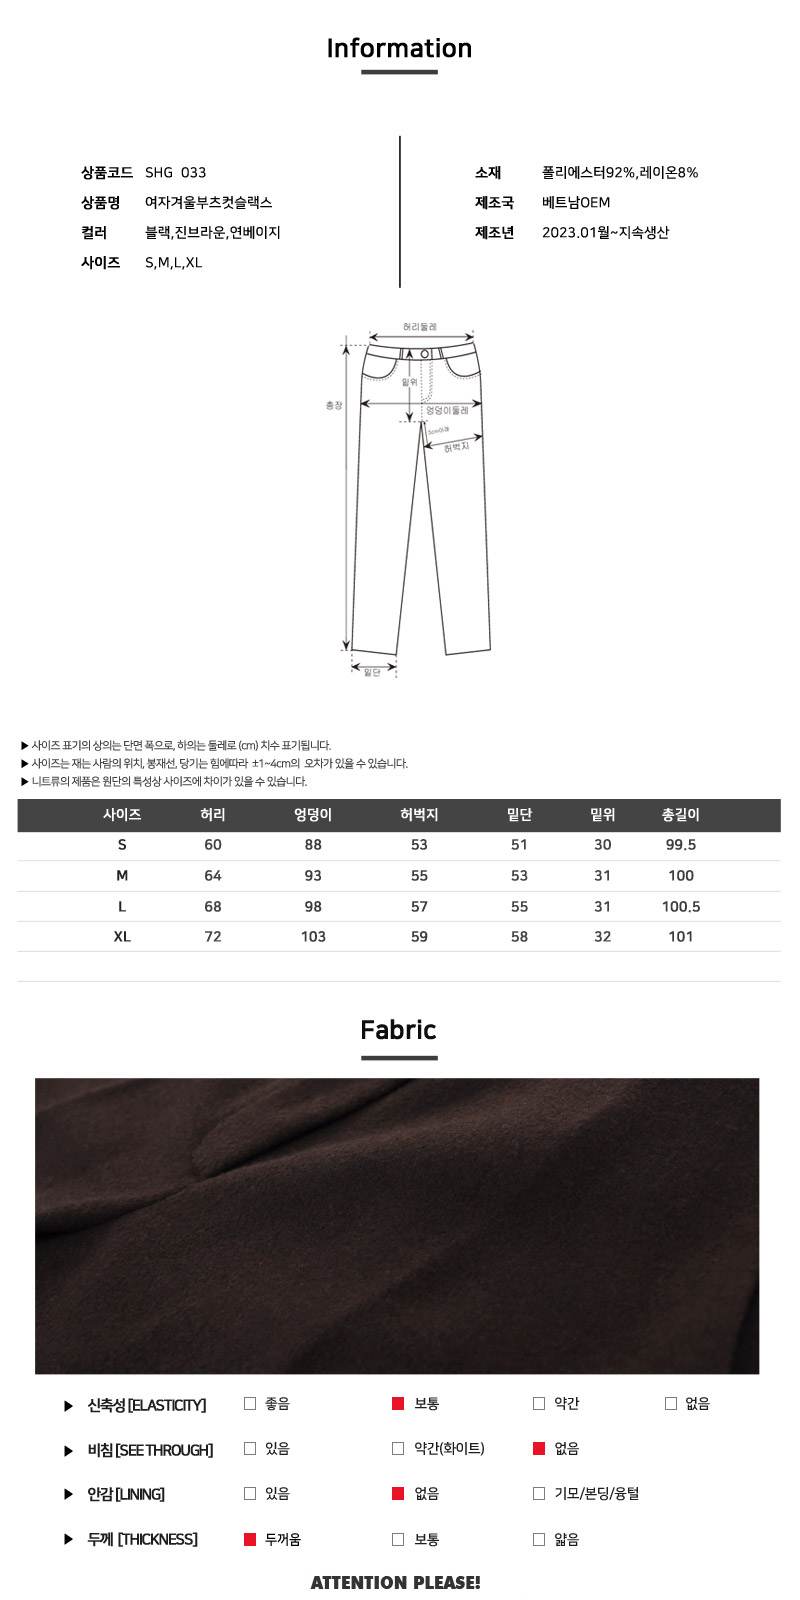 Information
상품코드 SHG 033
상품명 여자겨울부츠컷슬랙스
컬러 블랙,진브라운,연베이지
사이즈 S,M,L,XL
소재 폴리에스터92%,레이온8%
제조국 베트남OEM
제조년 2023.01월~지속생산
허리둘레
밑위
총장
엉덩이둘레
5cm아래
허벅지
밑단
▶ 사이즈 표기의 상의는 단면 폭으로, 하의는 둘레로 (cm) 치수 표기됩니다.
▶ 사이즈는 재는 사람의 위치, 봉재선, 당기는 힘에따라 ±1~4cm의 오차가 있을 수 있습니다.
▶ 니트류의 제품은 원단의 특성상 사이즈에 차이가 있을 수 있습니다.
사이즈 허리 엉덩이 허벅지 밑단 밑위 총길이
S 60 88 53 51 30 99.5
M 64 93 55 53 31 100
L 68 98 57 55 31 100.5
XL 72 103 59 58 32 101
Fabric
▶ 신축성 [ELASTICITY] □ 좋음 ■ 보통 □ 약간 □ 없음
▶ 비침 [SEE THROUGH] □ 있음 □ 약간(화이트) ■ 없음
▶ 안감 [LINING] □ 있음 ■ 없음 □ 기모/본딩/융털
▶ 두께 [THICKNESS] ■ 두꺼움 □ 보통 □ 얇음
ATTENTION PLEASE!